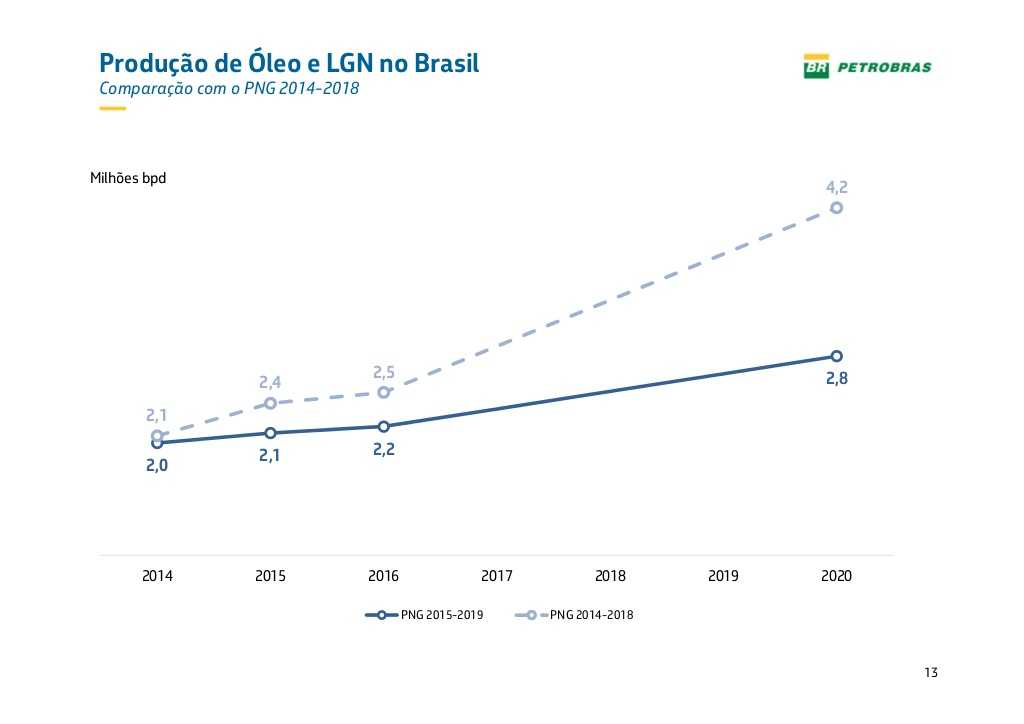 Produção de Óleo e LGN no Brasil
Comparação com o PNG 2014-2018
BR PETROBRAS
Milhões bpd
4,2
2,8
2,5
2,4
2,1
2,2
2,1
2,0
2014 2015 2016 2017 2018 2019 2020
PNG 2015-2019 PNG 2014-2018
13